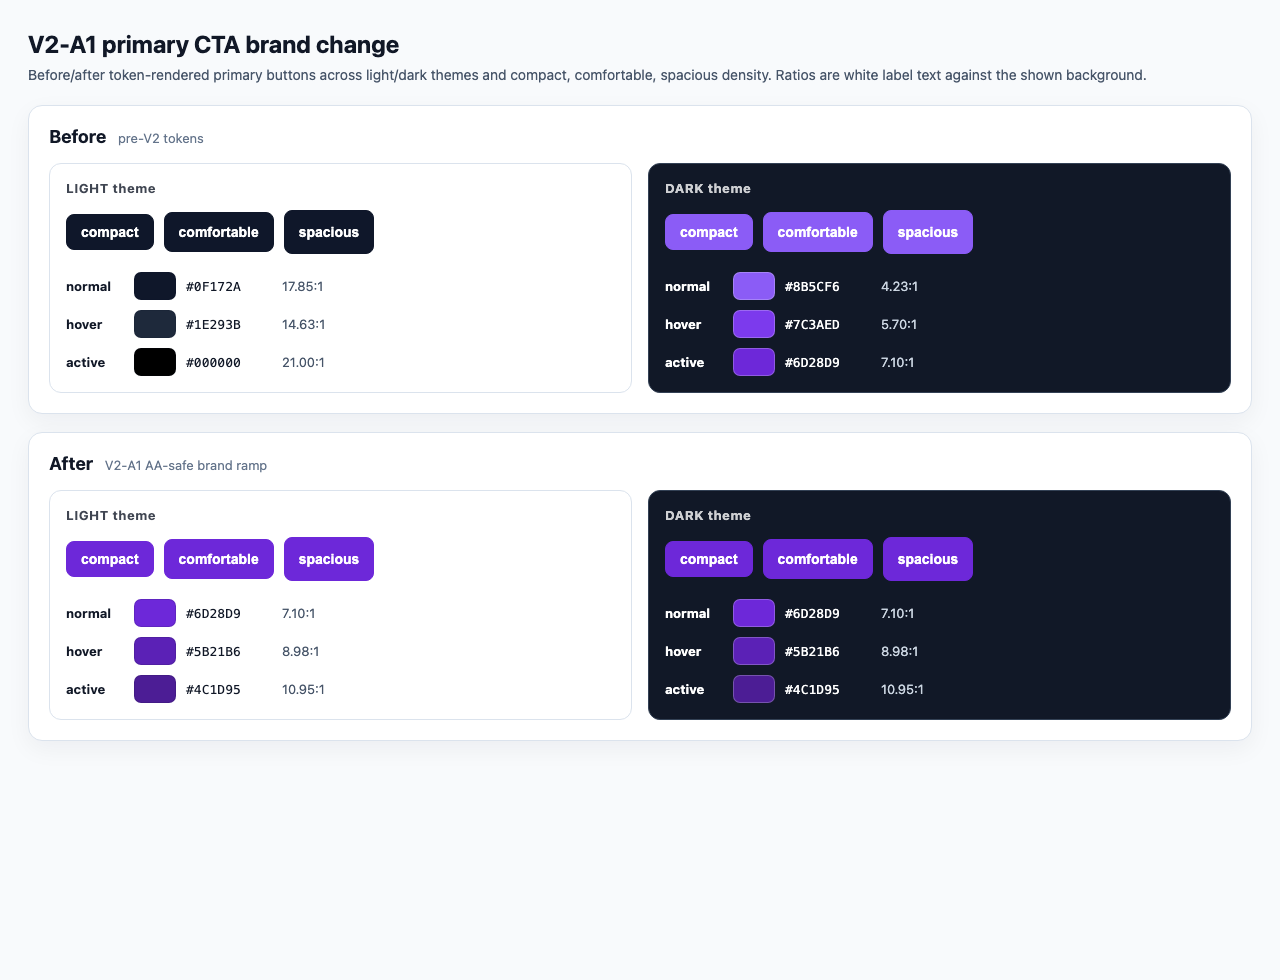 V2-A1 primary CTA brand change
Before/after token-rendered primary buttons across light/dark themes and compact, comfortable, spacious density. Ratios are white label text against the shown background.
Before pre-V2 tokens
LIGHT theme
compact comfortable spacious
normal #0F172A 17.85:1
hover #1E293B 14.63:1
active #000000 21.00:1
DARK theme
compact comfortable spacious
normal #8B5CF6 4.23:1
hover #7C3AED 5.70:1
active #6D28D9 7.10:1
After V2-A1 AA-safe brand ramp
LIGHT theme
compact comfortable spacious
normal #6D28D9 7.10:1
hover #5B21B6 8.98:1
active #4C1D95 10.95:1
DARK theme
compact comfortable spacious
normal #6D28D9 7.10:1
hover #5B21B6 8.98:1
active #4C1D95 10.95:1